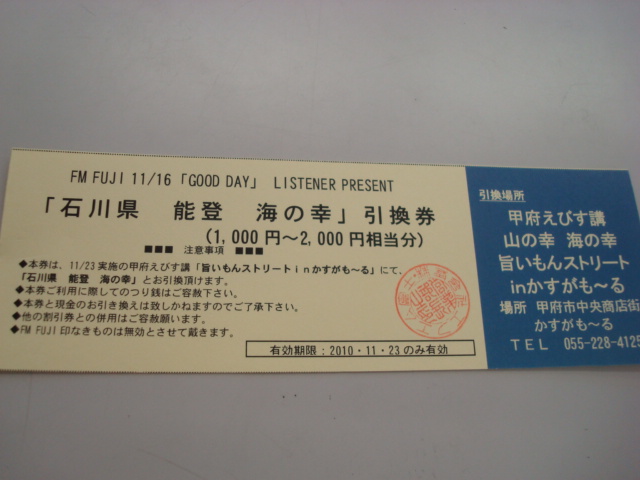 FM FUJI 11/16「GOOD DAY」 LISTENER PRESENT
「石川県 能登 海の幸」引換券
(1,000円～2,000円相当分)
■■■ 注意事項 ■■■
◆本券は、11/23実施の甲府えびす講「旨いもんストリートinかすがも～る」にて、
「石川県 能登 海の幸」とお引換頂けます。
◆本券ご利用に際してのつり銭はご容赦下さい。
◆本券と現金のお引き換えは致しかねますのでご了承下さい。
◆他の割引券との併用はご容赦願います。
◆FM FUJI印なきものは無効とさせて戴きます。
有効期限：2010・11・23のみ有効
引換場所
甲府えびす講
山の幸 海の幸
旨いもんストリート
inかすがも～る
場所 甲府市中央商店街
かすがも～る
TEL 055-228-4125